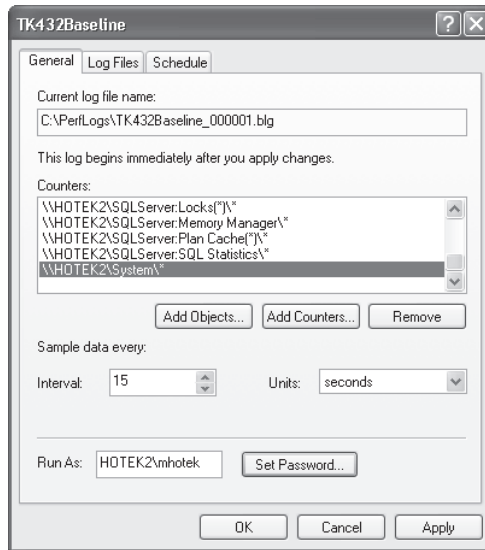 TK432Baseline
General Log Files Schedule
Current log file name:
C:\PerfLogs\TK432Baseline_000001.blg
This log begins immediately after you apply changes.
Counters:
\\HOTEK2\SQLServer:Locks(*)\*
\\HOTEK2\SQLServer:Memory Manager\*
\\HOTEK2\SQLServer:Plan Cache(*)\*
\\HOTEK2\SQLServer:SQL Statistics\*
\\HOTEK2\System\*
Add Objects... Add Counters... Remove
Sample data every:
Interval: 15 Units: seconds
Run As: HOTEK2\mhotek Set Password...
OK Cancel Apply